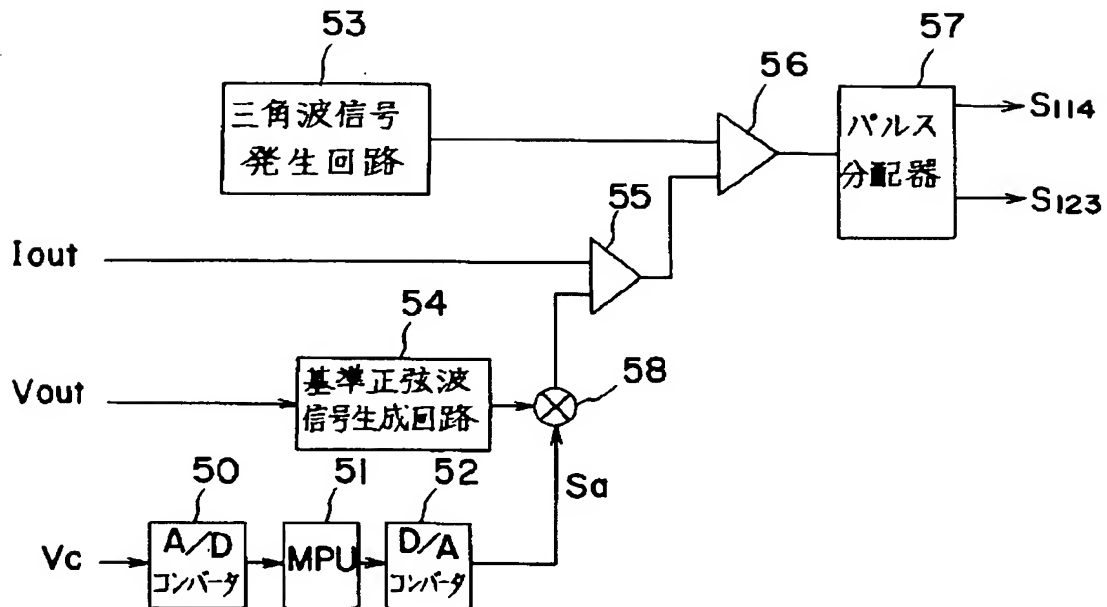 53
三角波信号
発生回路
56
57
パルス
分配器
S114
S123
55
Iout
54
Vout
基準正弦波
信号生成回路
58
50
51
52
Sa
Vc
A/D
コンバータ
MPU
D/A
コンバータ